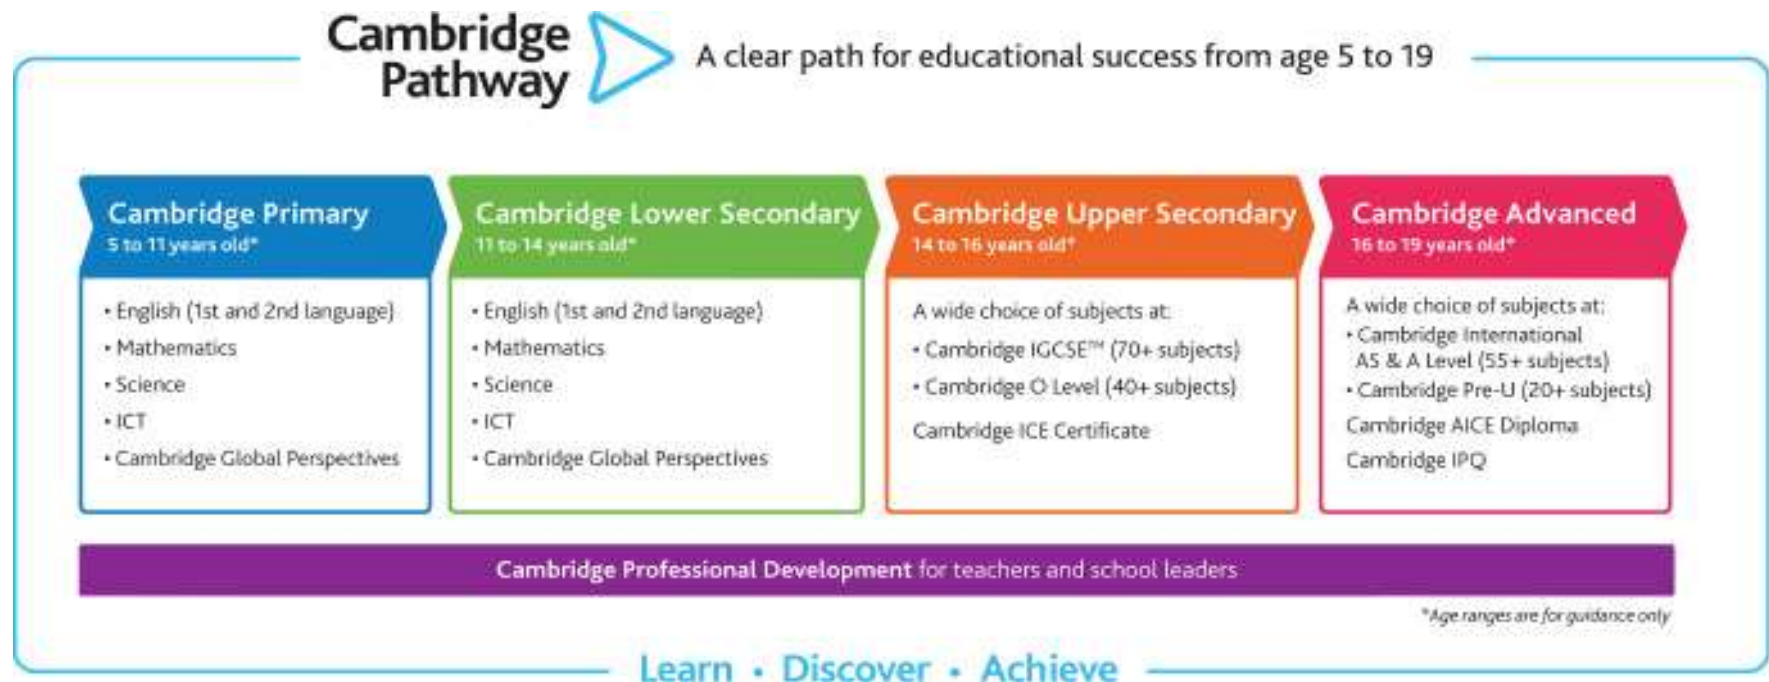 Cambridge
Pathway
A clear path for educational success from age 5 to 19
Cambridge Primary
5 to 11 years old*
• English (1st and 2nd language)
• Mathematics
• Science
• ICT
• Cambridge Global Perspectives
Cambridge Lower Secondary
11 to 14 years old*
• English (1st and 2nd language)
• Mathematics
• Science
• ICT
• Cambridge Global Perspectives
Cambridge Upper Secondary
14 to 16 years old*
A wide choice of subjects at:
• Cambridge IGCSE™ (70+ subjects)
• Cambridge O Level (40+ subjects)
Cambridge ICE Certificate
Cambridge Advanced
16 to 19 years old*
A wide choice of subjects at:
• Cambridge International
AS & A Level (55+ subjects)
• Cambridge Pre-U (20+ subjects)
Cambridge AICE Diploma
Cambridge IPQ
Cambridge Professional Development for teachers and school leaders
*Age ranges are for guidance only
Learn • Discover • Achieve